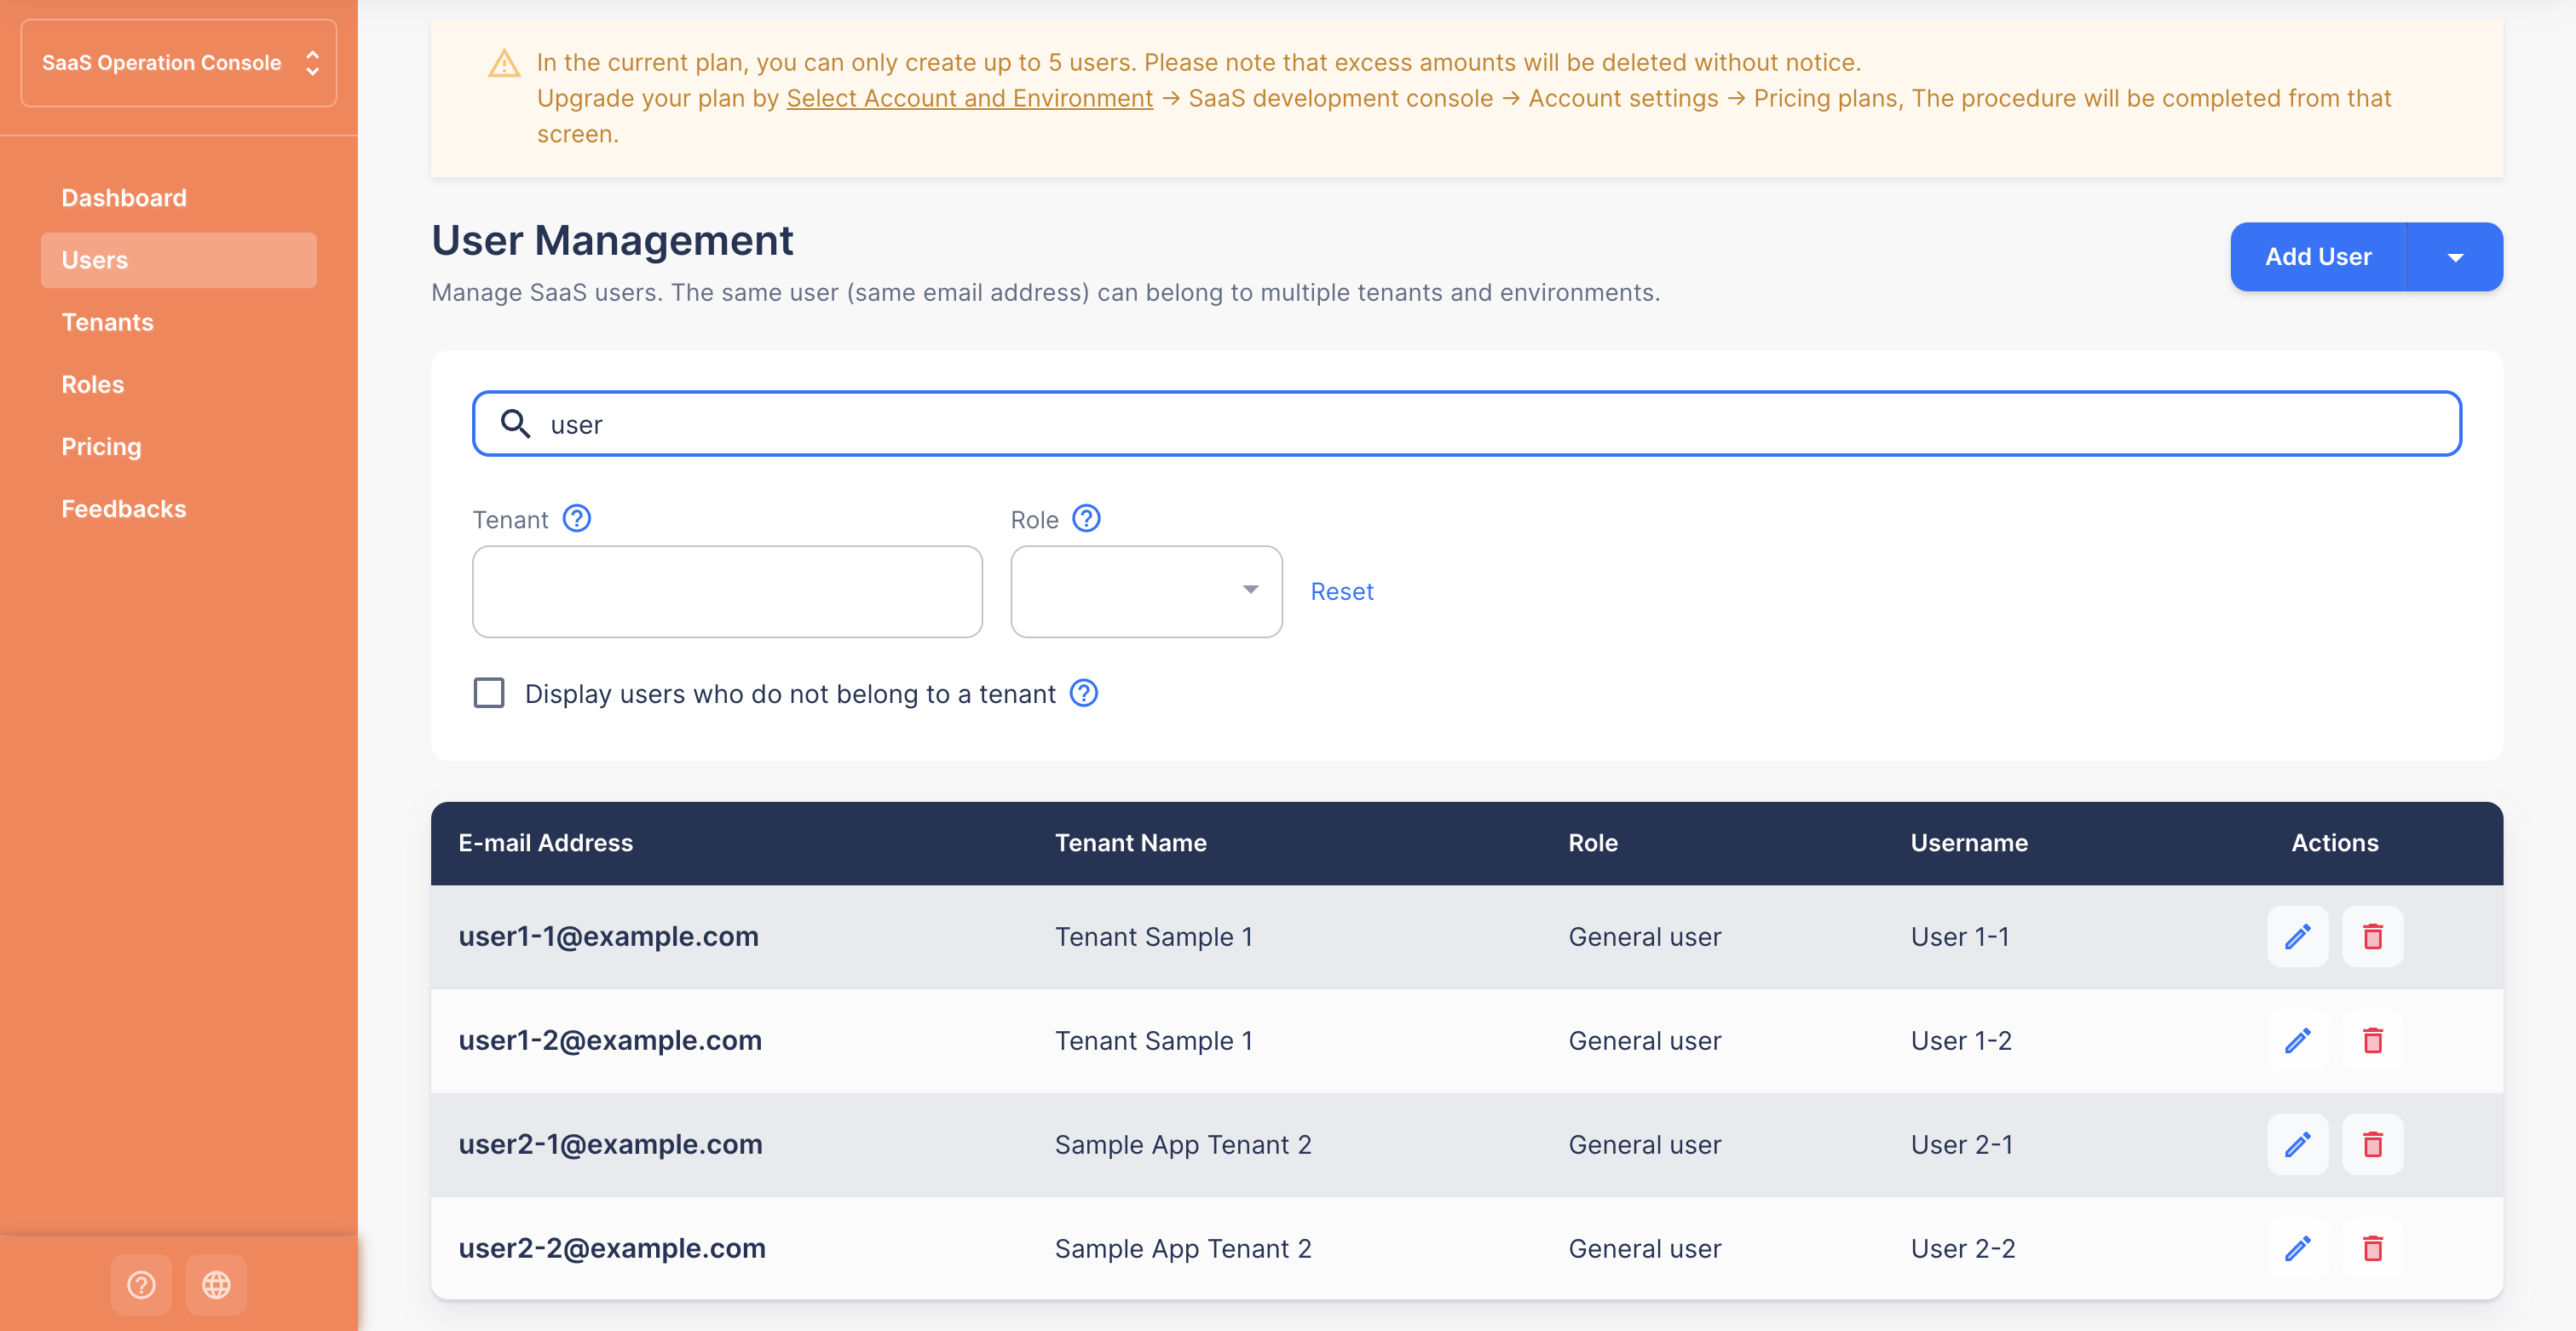 SaaS Operation Console
In the current plan, you can only create up to 5 users. Please note that excess amounts will be deleted without notice.
Upgrade your plan by Select Account and Environment → SaaS development console → Account settings → Pricing plans, The procedure will be completed from that
screen.
Dashboard
Users
Tenants
Roles
Pricing
Feedbacks
User Management
Manage SaaS users. The same user (same email address) can belong to multiple tenants and environments.
Add User
user
Tenant ? Role ?
Reset
Display users who do not belong to a tenant ?
E-mail Address Tenant Name Role Username Actions
user1-1@example.com Tenant Sample 1 General user User 1-1
user1-2@example.com Tenant Sample 1 General user User 1-2
user2-1@example.com Sample App Tenant 2 General user User 2-1
user2-2@example.com Sample App Tenant 2 General user User 2-2
?